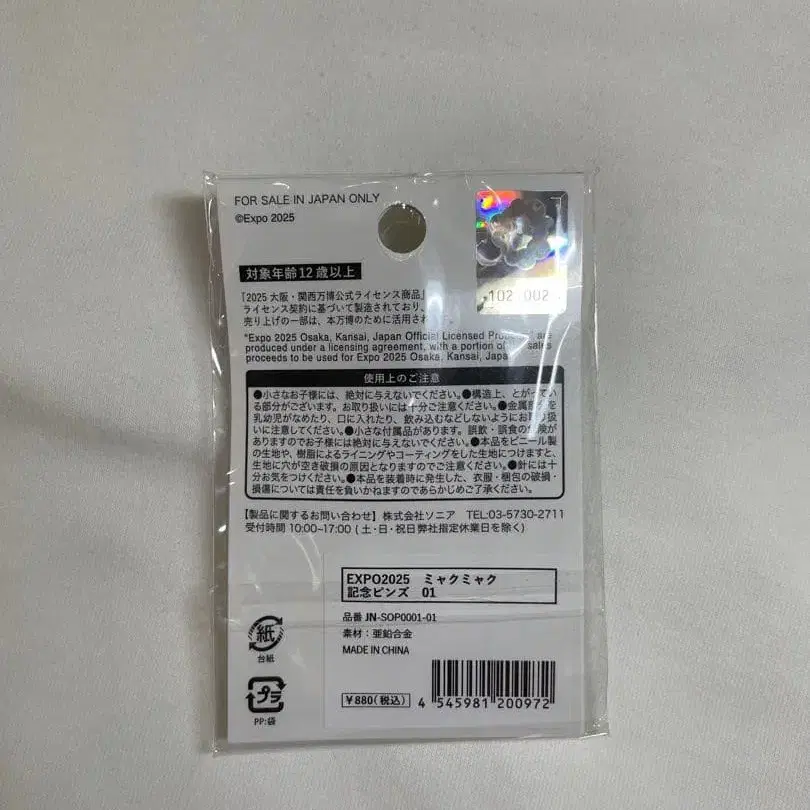 FOR SALE IN JAPAN ONLY
©Expo 2025
102 002
対象年齢12歳以上
『2025 大阪・関西万博公式ライセンス商品』
ライセンス契約に基づいて製造されており、
売り上げの一部は、本万博のために活用され
*Expo 2025 Osaka, Kansai, Japan Official Licensed Products are
produced under a licensing agreement, with a portion of sales
proceeds to be used for Expo 2025 Osaka, Kansai, Japan
使用上のご注意
●小さなお子様には、絶対に与えないでください。●構造上、とがってい
る部分がございます。お取り扱いには十分ご注意ください。●金属部分を
乳幼児がなめたり、口に入れたり、飲み込むなどしないようにお取り扱
いに注意してください。●小さな付属品があります。誤飲・誤食の危険が
ありますのでお子様には絶対に与えないでください。●本品をビニール製
の生地や、樹脂によるライニングやコーティングをした生地につけますと、
生地に穴が空き破損の原因となりますのでご注意ください。●針には十
分お気をつけください。●本品を装着時に発生した、衣服・梱包の破損・
損傷については責任を負いかねますのであらかじめご了承ください。
【製品に関するお問い合わせ】株式会社ソニア TEL:03-5730-2711
受付時間 10:00~17:00 (土・日・祝日弊社指定休業日を除く)
EXPO2025 ミャクミャク
記念ピンズ 01
品番 JN-SOP0001-01
素材：亜鉛合金
MADE IN CHINA
紙
台紙
プラ
PP:袋
¥880(税込)
4 545981 200972